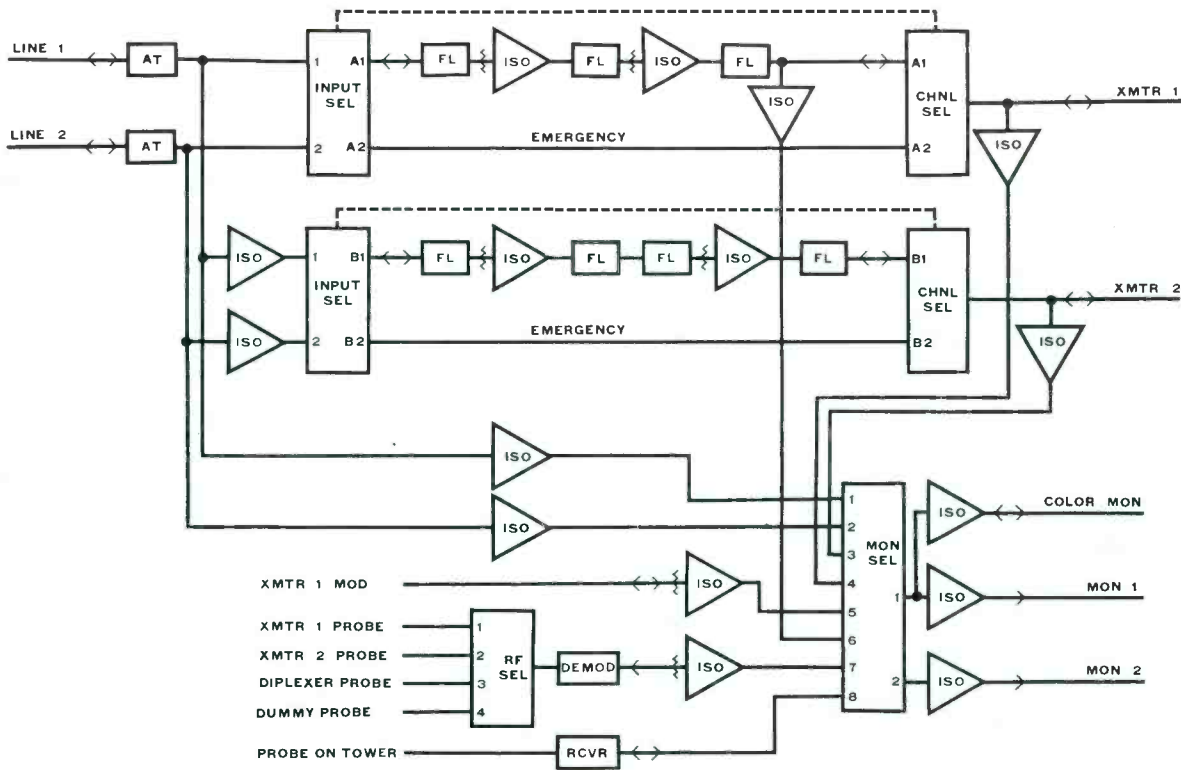 LINE 1
AT
1
INPUT
SEL
A1
FL
ISO
FL
ISO
FL
ISO
A1
CHNL
SEL
XMTR 1
LINE 2
AT
2
A2
EMERGENCY
A2
ISO
ISO
1
INPUT
SEL
B1
FL
ISO
FL
FL
ISO
FL
B1
CHNL
SEL
XMTR 2
ISO
2
B2
EMERGENCY
B2
ISO
ISO
ISO
1
2
3
4
5
6
7
8
MON
SEL
1
2
ISO
COLOR MON
ISO
MON 1
ISO
MON 2
XMTR 1 MOD
ISO
XMTR 1 PROBE
XMTR 2 PROBE
DIPLEXER PROBE
DUMMY PROBE
1
2
3
4
RF
SEL
DEMOD
ISO
PROBE ON TOWER
RCVR